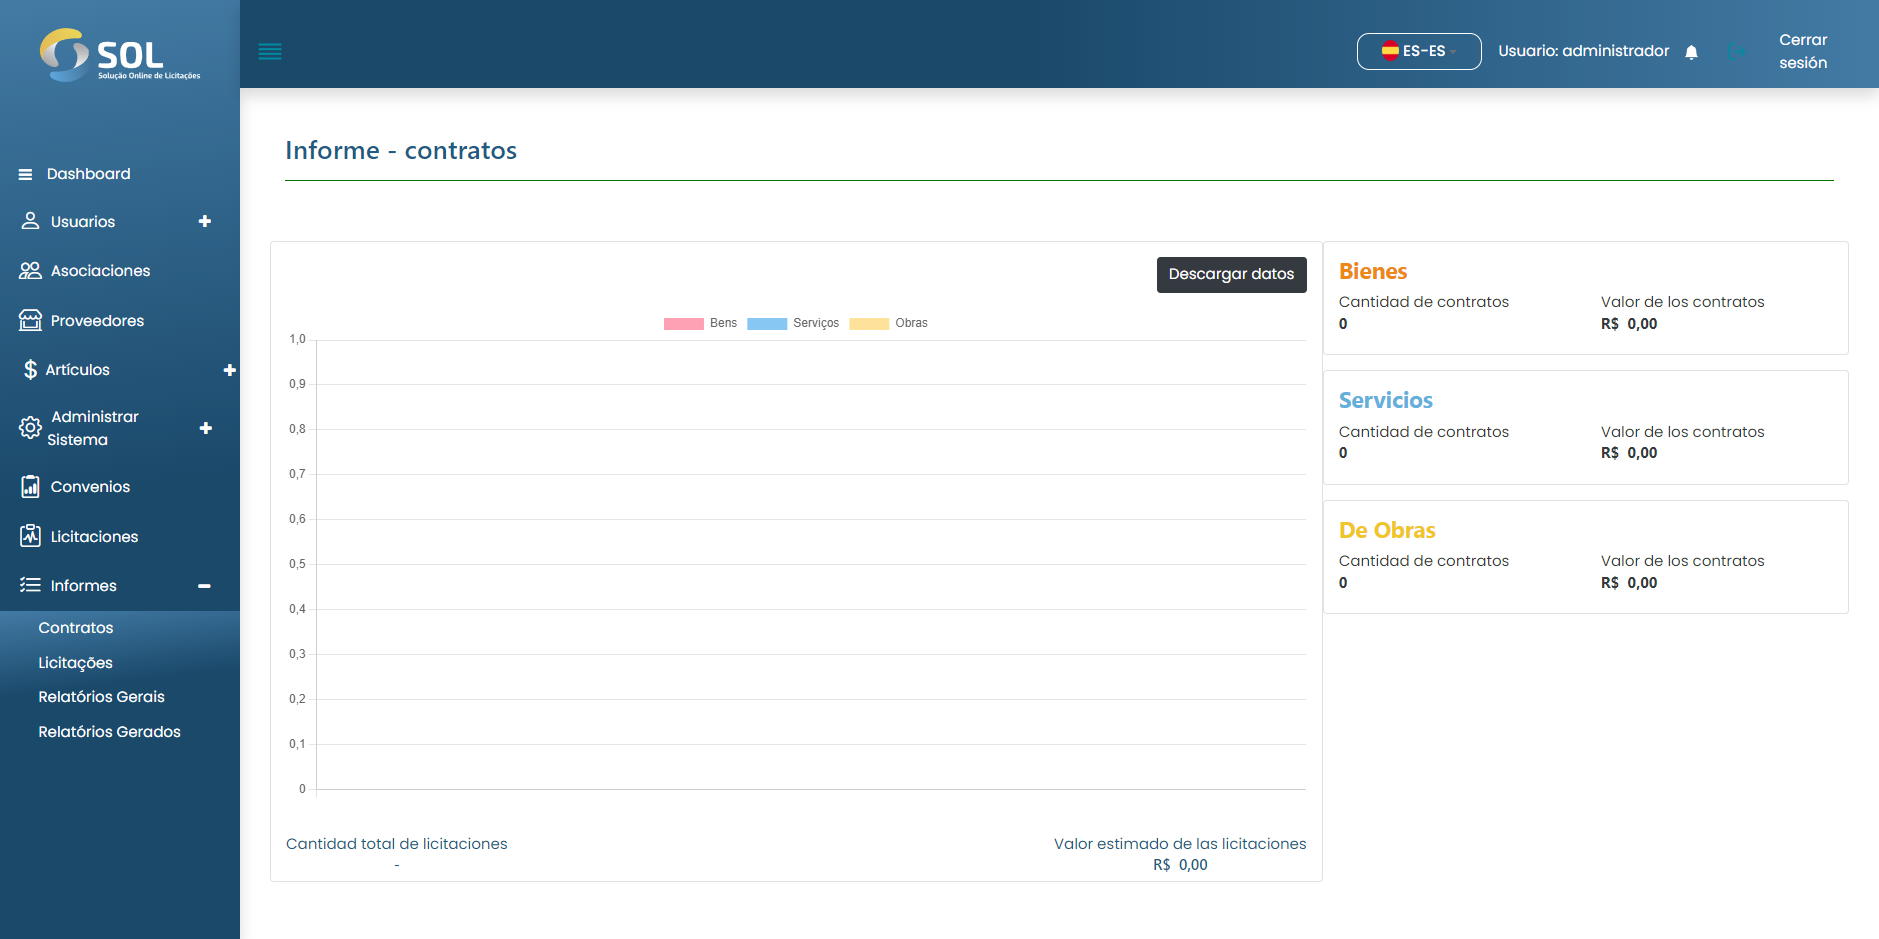 SOL
Solução Online de Licitações
ES-ES
Usuario: administrador
Cerrar
sesión
Dashboard
Usuarios
Asociaciones
Proveedores
Artículos
Administrar
Sistema
Convenios
Licitaciones
Informes
Contratos
Licitações
Relatórios Gerais
Relatórios Gerados
Informe - contratos
Descargar datos
Bens Serviços Obras
1,0
0,9
0,8
0,7
0,6
0,5
0,4
0,3
0,2
0,1
0
Cantidad total de licitaciones
-
Valor estimado de las licitaciones
R$ 0,00
Bienes
Cantidad de contratos Valor de los contratos
0 R$ 0,00
Servicios
Cantidad de contratos Valor de los contratos
0 R$ 0,00
De Obras
Cantidad de contratos Valor de los contratos
0 R$ 0,00